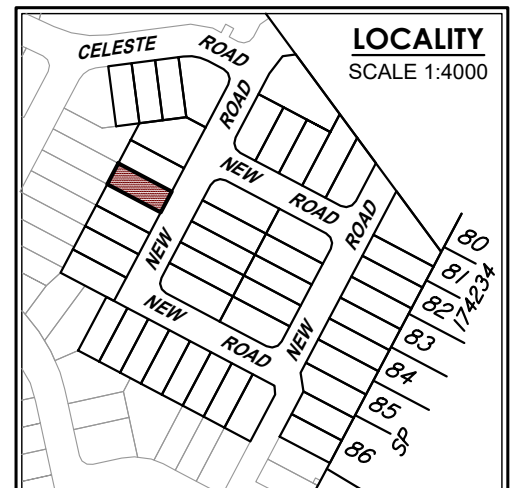 LOCALITY
SCALE 1:4000
CELESTE ROAD
ROAD
NEW ROAD
ROAD
NEW
NEW ROAD
NEW
80
81
82
83
84
85
86
SP 174234